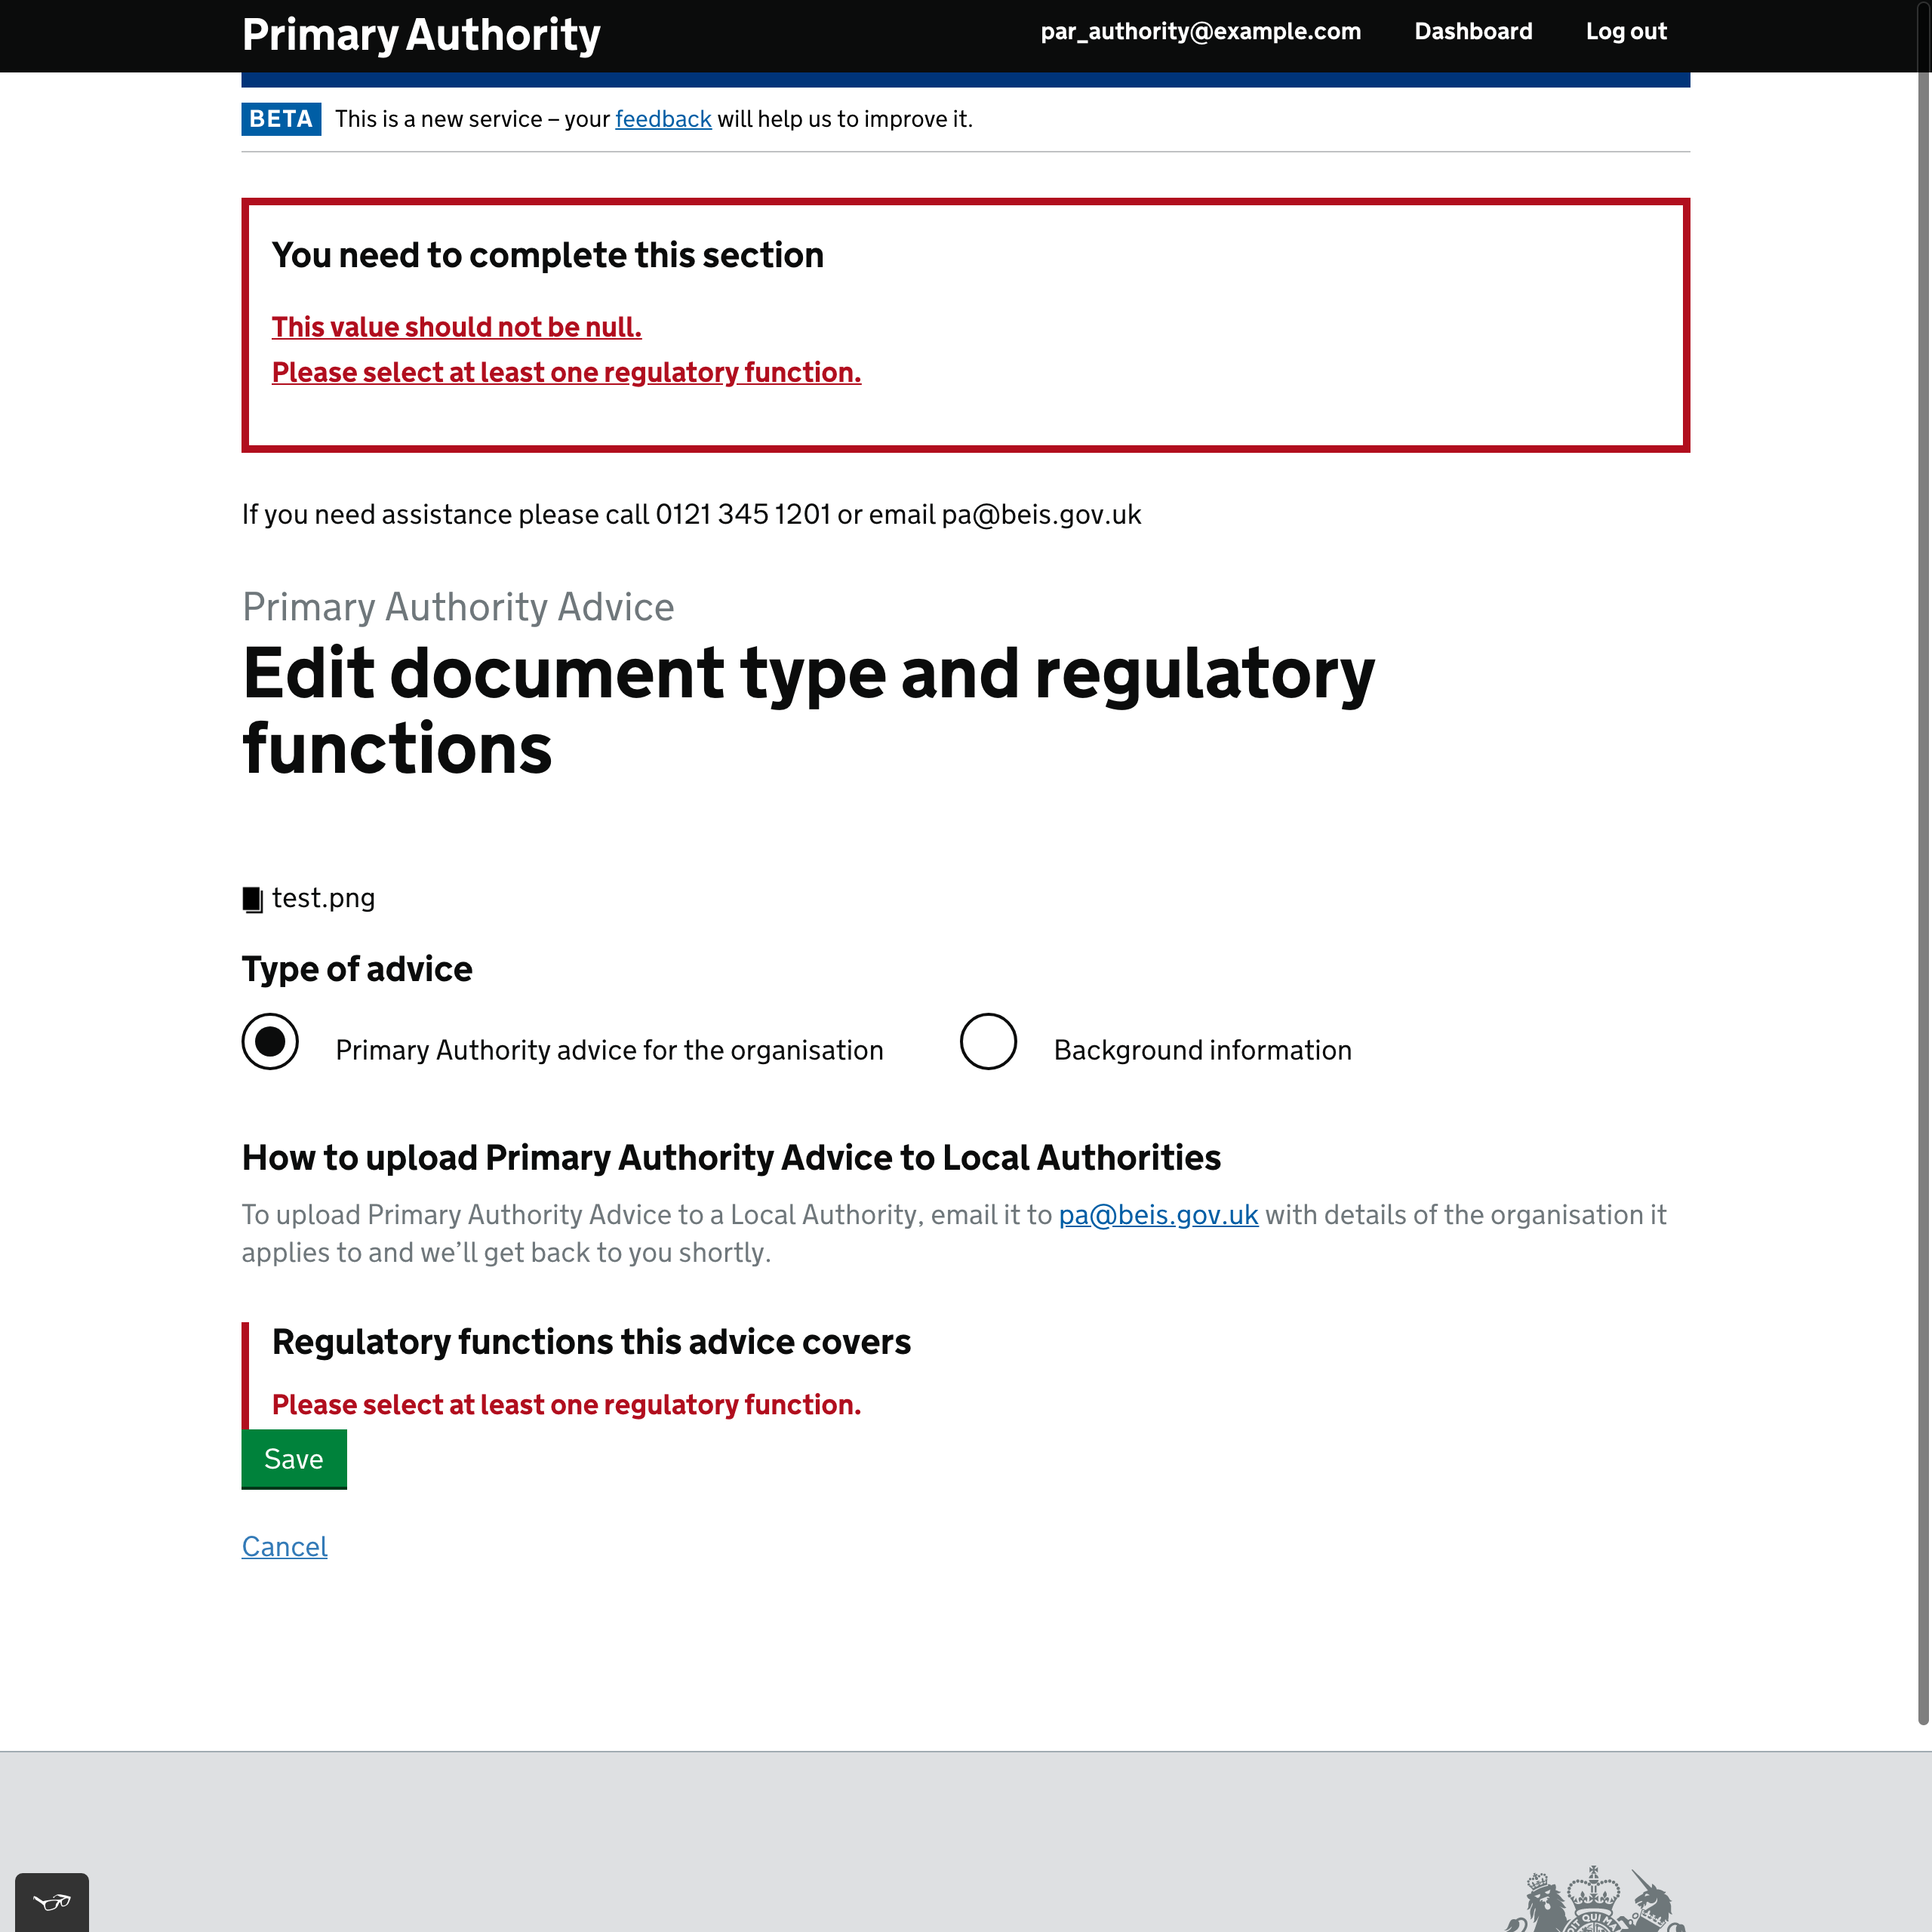 Primary Authority
par_authority@example.com Dashboard Log out
BETA This is a new service – your feedback will help us to improve it.
You need to complete this section
This value should not be null.
Please select at least one regulatory function.
If you need assistance please call 0121 345 1201 or email pa@beis.gov.uk
Primary Authority Advice
Edit document type and regulatory
functions
test.png
Type of advice
Primary Authority advice for the organisation Background information
How to upload Primary Authority Advice to Local Authorities
To upload Primary Authority Advice to a Local Authority, email it to pa@beis.gov.uk with details of the organisation it
applies to and we’ll get back to you shortly.
Regulatory functions this advice covers
Please select at least one regulatory function.
Save
Cancel